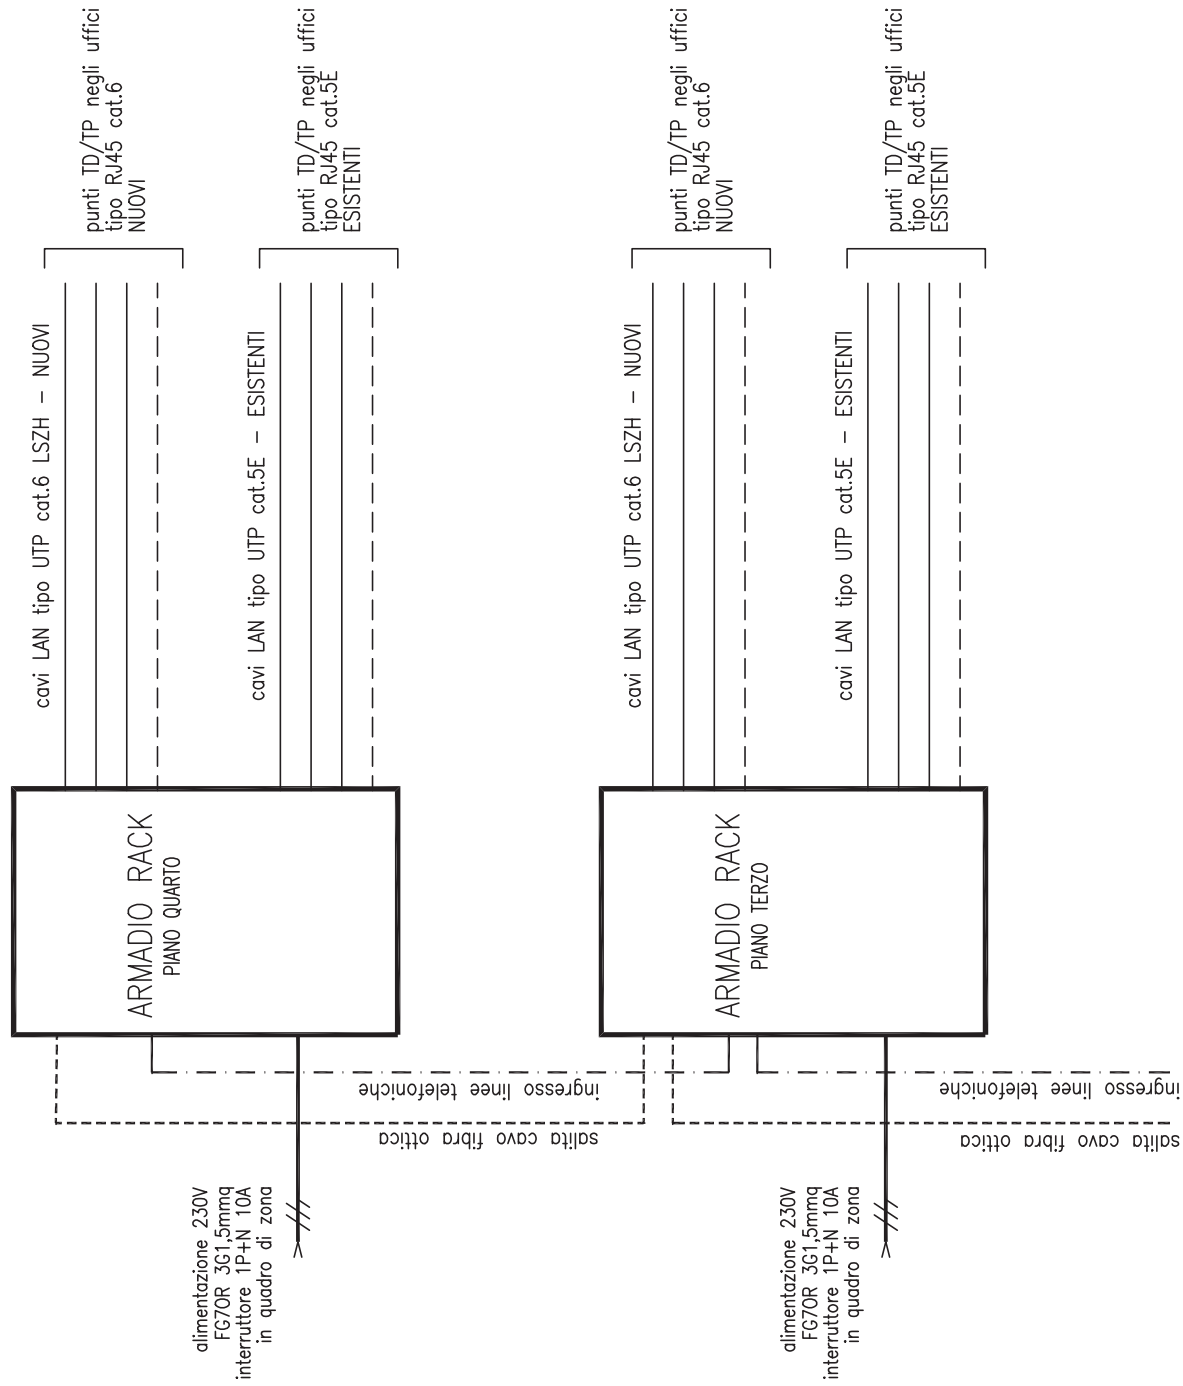 punti TD/TP negli uffici
tipo RJ45 cat.6
NUOVI
punti TD/TP negli uffici
tipo RJ45 cat.5E
ESISTENTI
cavi LAN tipo UTP cat.6 LSZH - NUOVI
cavi LAN tipo UTP cat.5E - ESISTENTI
ARMADIO RACK
PIANO QUARTO
ingresso linee telefoniche
salita cavo fibra ottica
alimentazione 230V
FG7OR 3G1,5mmq
interruttore 1P+N 10A
in quadro di zona
punti TD/TP negli uffici
tipo RJ45 cat.6
NUOVI
punti TD/TP negli uffici
tipo RJ45 cat.5E
ESISTENTI
cavi LAN tipo UTP cat.6 LSZH - NUOVI
cavi LAN tipo UTP cat.5E - ESISTENTI
ARMADIO RACK
PIANO TERZO
ingresso linee telefoniche
salita cavo fibra ottica
alimentazione 230V
FG7OR 3G1,5mmq
interruttore 1P+N 10A
in quadro di zona